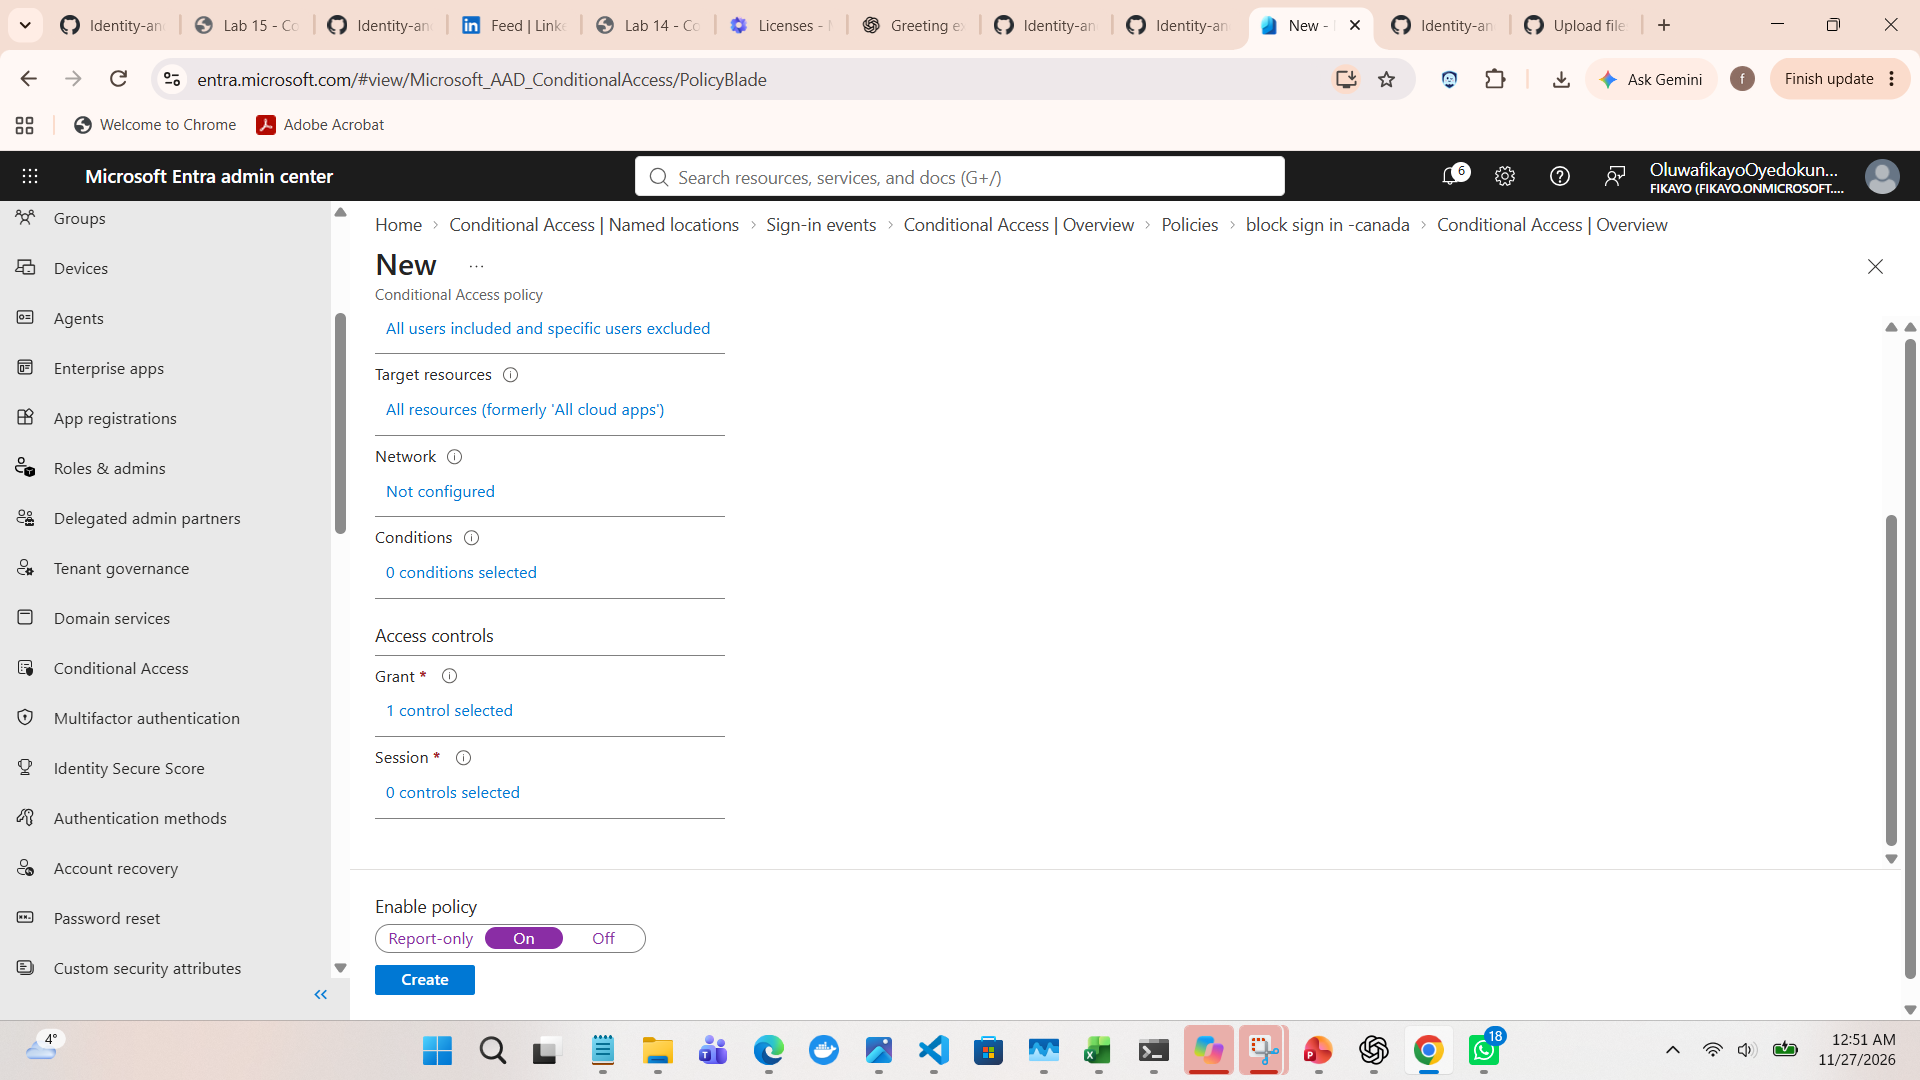 Identity-an
Lab 15 - Co
Identity-an
Feed | Linke
Lab 14 - Co
Licenses - M
Greeting ex
Identity-an
Identity-an
New -
Identity-an
Upload file
entra.microsoft.com/#view/Microsoft_AAD_ConditionalAccess/PolicyBlade
Ask Gemini
f
Finish update
Welcome to Chrome
Adobe Acrobat
Microsoft Entra admin center
Search resources, services, and docs (G+/)
6
OluwafikayoOyedokun...
FIKAYO (FIKAYO.ONMICROSOFT....
Groups
Devices
Agents
Enterprise apps
App registrations
Roles & admins
Delegated admin partners
Tenant governance
Domain services
Conditional Access
Multifactor authentication
Identity Secure Score
Authentication methods
Account recovery
Password reset
Custom security attributes
Home > Conditional Access | Named locations > Sign-in events > Conditional Access | Overview > Policies > block sign in -canada > Conditional Access | Overview
New ...
Conditional Access policy
All users included and specific users excluded
Target resources
All resources (formerly 'All cloud apps')
Network
Not configured
Conditions
0 conditions selected
Access controls
Grant *
1 control selected
Session *
0 controls selected
Enable policy
Report-only On Off
Create
4°
18
12:51 AM
11/27/2026